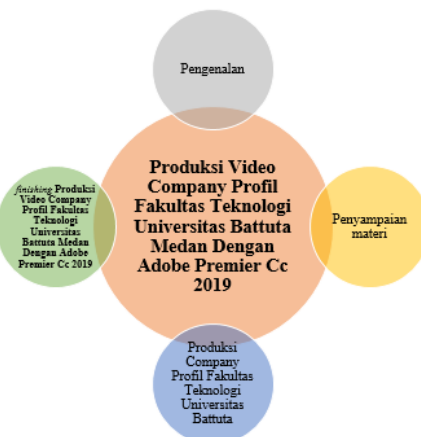 Pengenalan
Produksi Video
Company Profil
Fakultas Teknologi
Universitas Battuta
Medan Dengan
Adobe Premier Cc
2019
Penyampaian
materi
Produksi
Company
Profil Fakultas
Teknologi
Universitas
Battuta
finishing Produksi
Video Company
Profil Fakultas
Teknologi
Universitas
Battuta Medan
Dengan Adobe
Premier Cc 2019